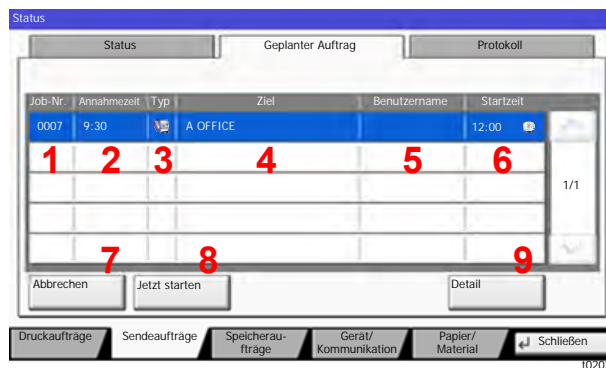 Status
Status Geplanter Auftrag Protokoll
Job-Nr. Annahmezeit Typ Ziel Benutzername Startzeit
0007 9:30 A OFFICE 12:00
1 2 3 4 5 6
1/1
7 8 9
Abbrechen Jetzt starten Detail
Druckaufträge Sendeaufträge Speicherau-
fträge Gerät/
Kommunikation Papier/
Material Schließen